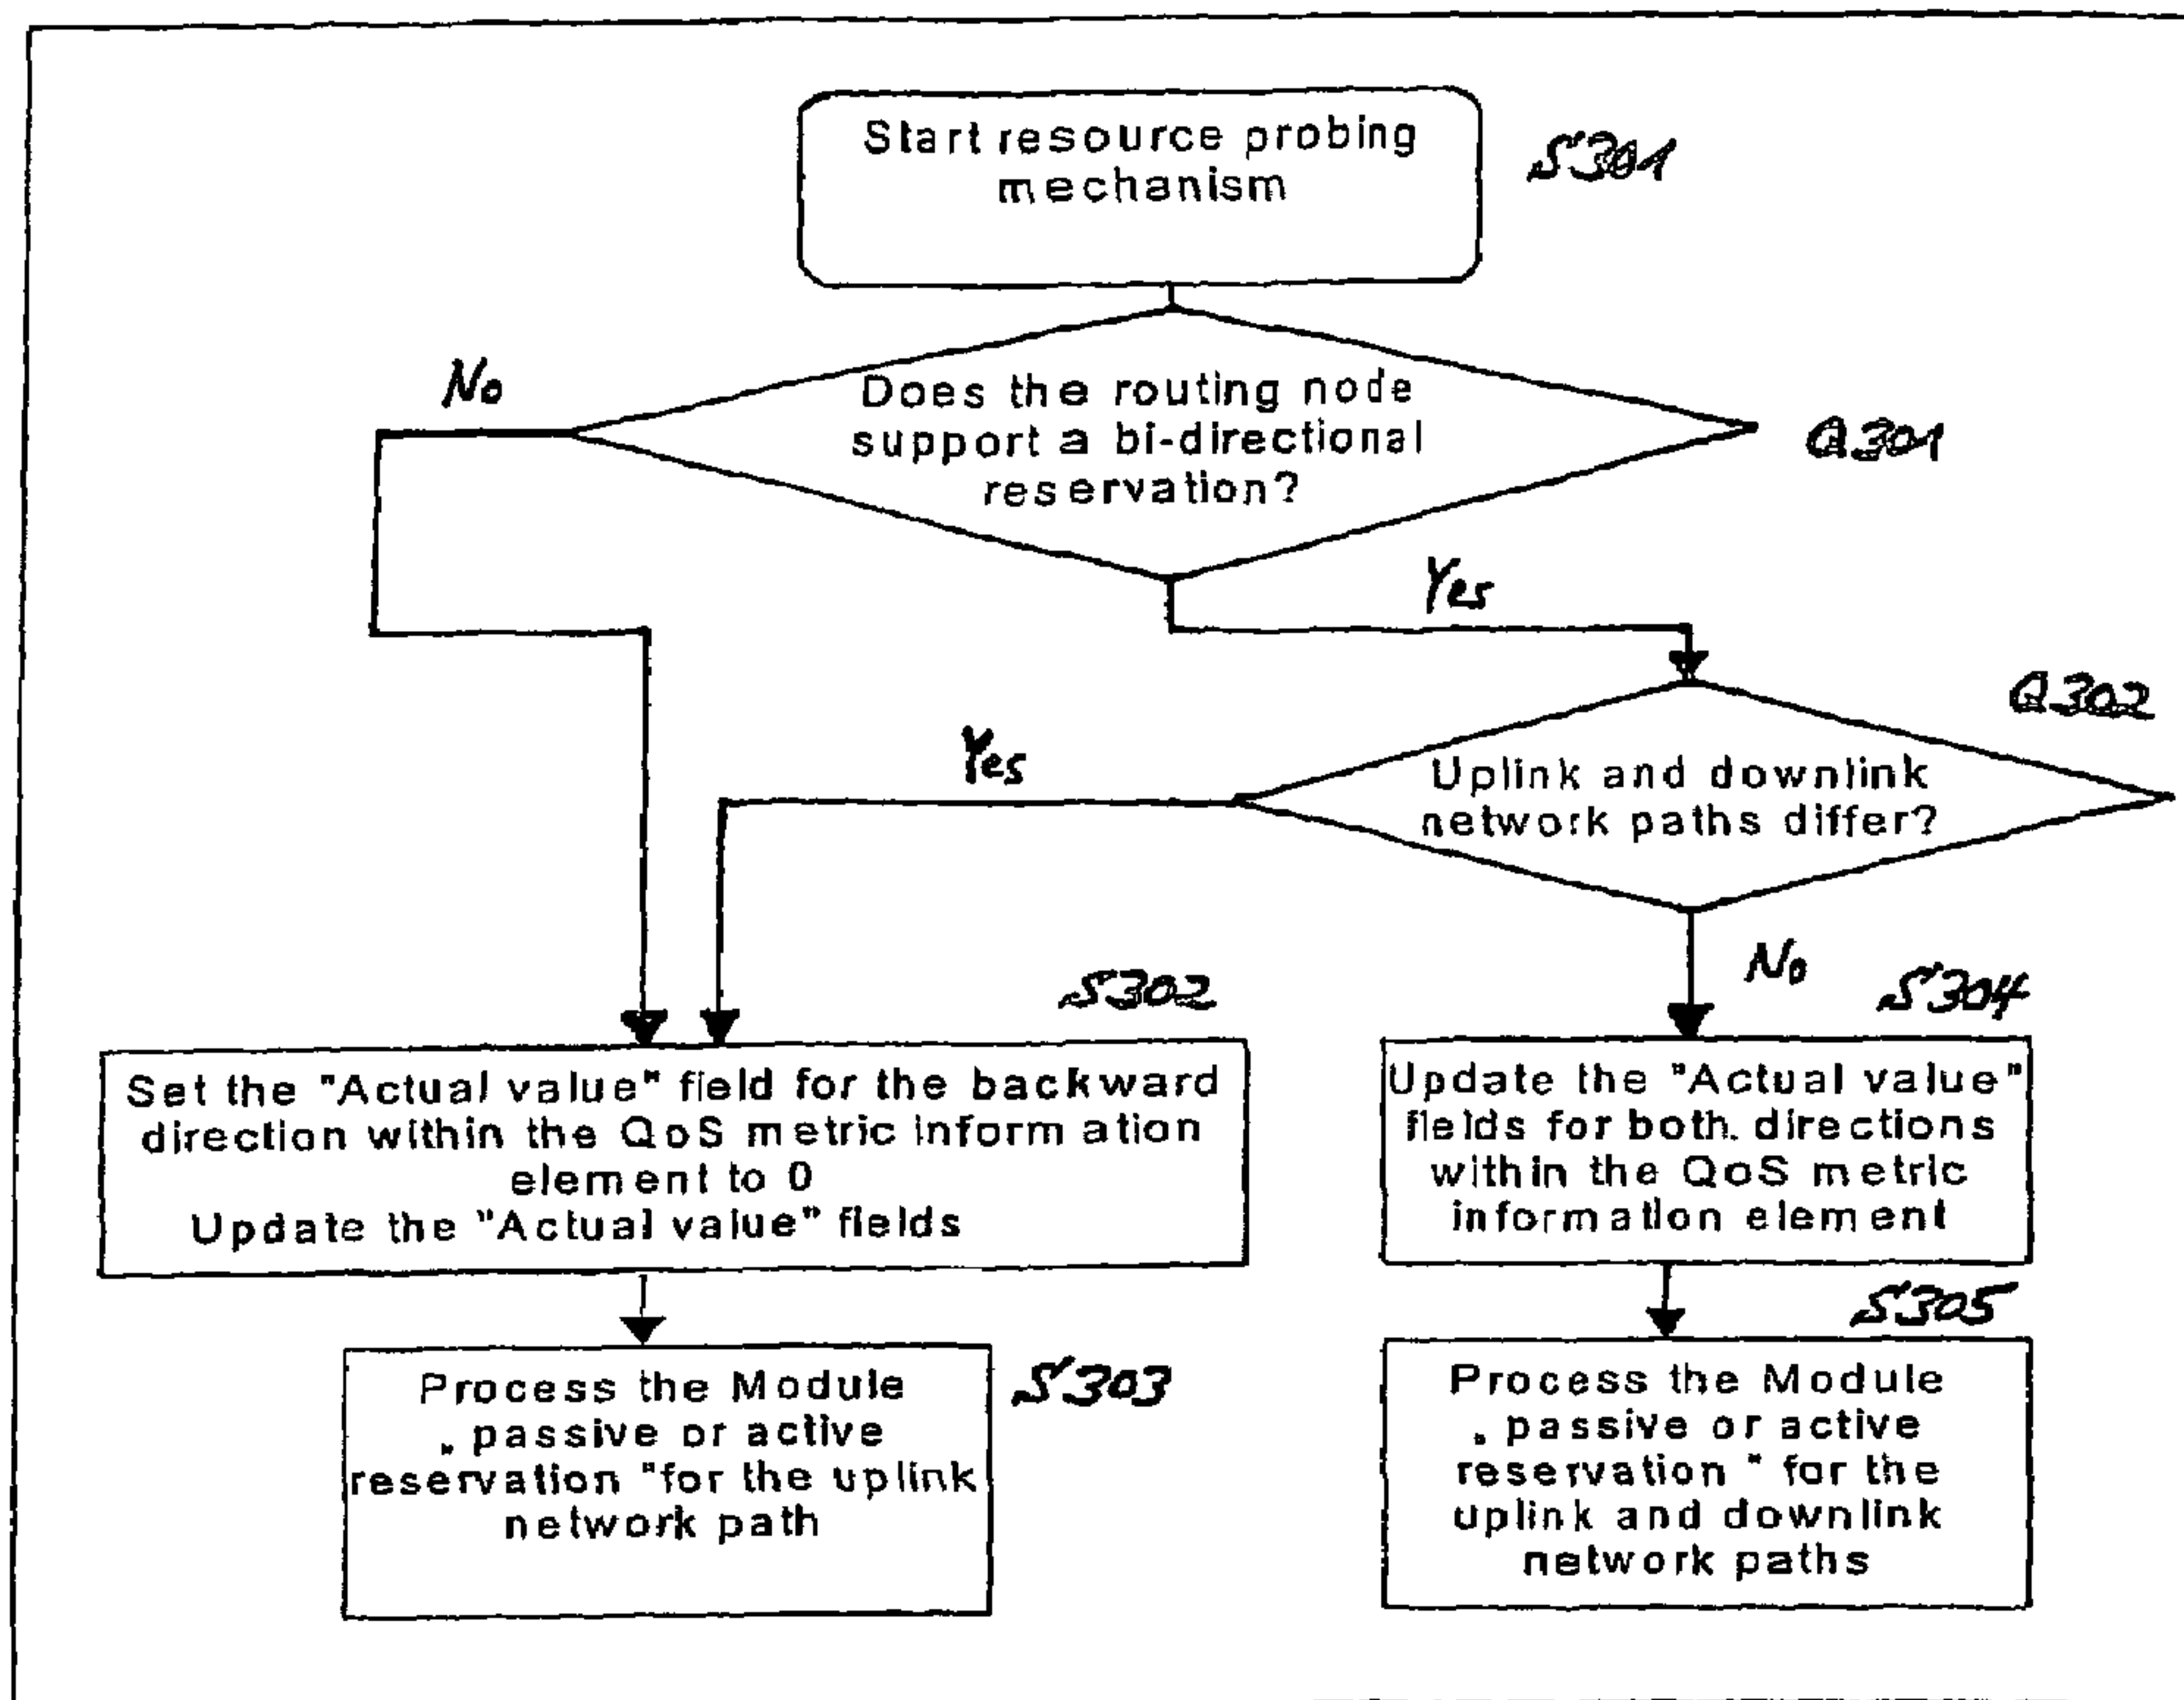 Start resource probing
mechanism
S301
No
Does the routing node
support a bi-directional
reservation?
Q301
Yes
Q302
Yes
Uplink and downlink
network paths differ?
No
S302
S304
Set the "Actual value" field for the backward
direction within the QoS metric information
element to 0
Update the "Actual value" fields
Update the "Actual value"
fields for both. directions
within the QoS metric
information element
S305
Process the Module
„ passive or active
reservation "for the uplink
network path
S303
Process the Module
„ passive or active
reservation " for the
uplink and downlink
network paths